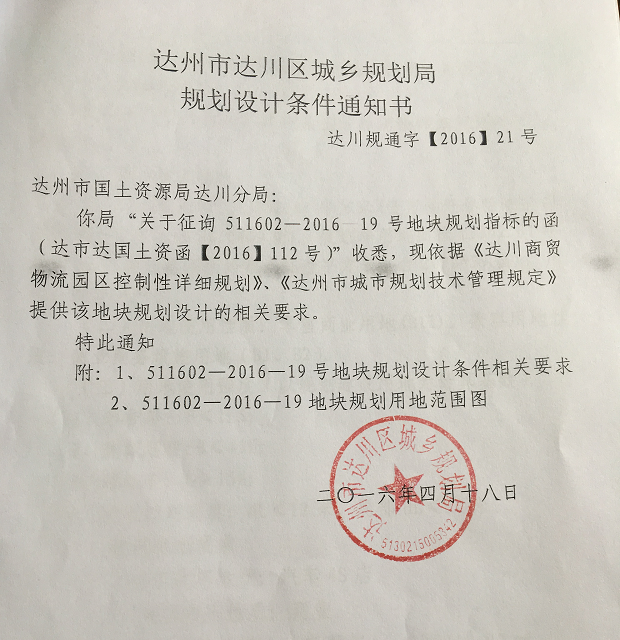 达州市达川区城乡规划局
规划设计条件通知书
达川规通字【2016】21号
达州市国土资源局达川分局：
你局“关于征询 511602—2016—19 号地块规划指标的函
（达市达国土资函【2016】112号）”收悉，现依据《达川商贸
物流园区控制性详细规划》、《达州市城市规划技术管理规定》
提供该地块规划设计的相关要求。
特此通知
附：1、511602—2016—19 号地块规划设计条件相关要求
2、511602—2016—19 地块规划用地范围图
二〇一六年四月十八日
达州市达川区城乡规划局